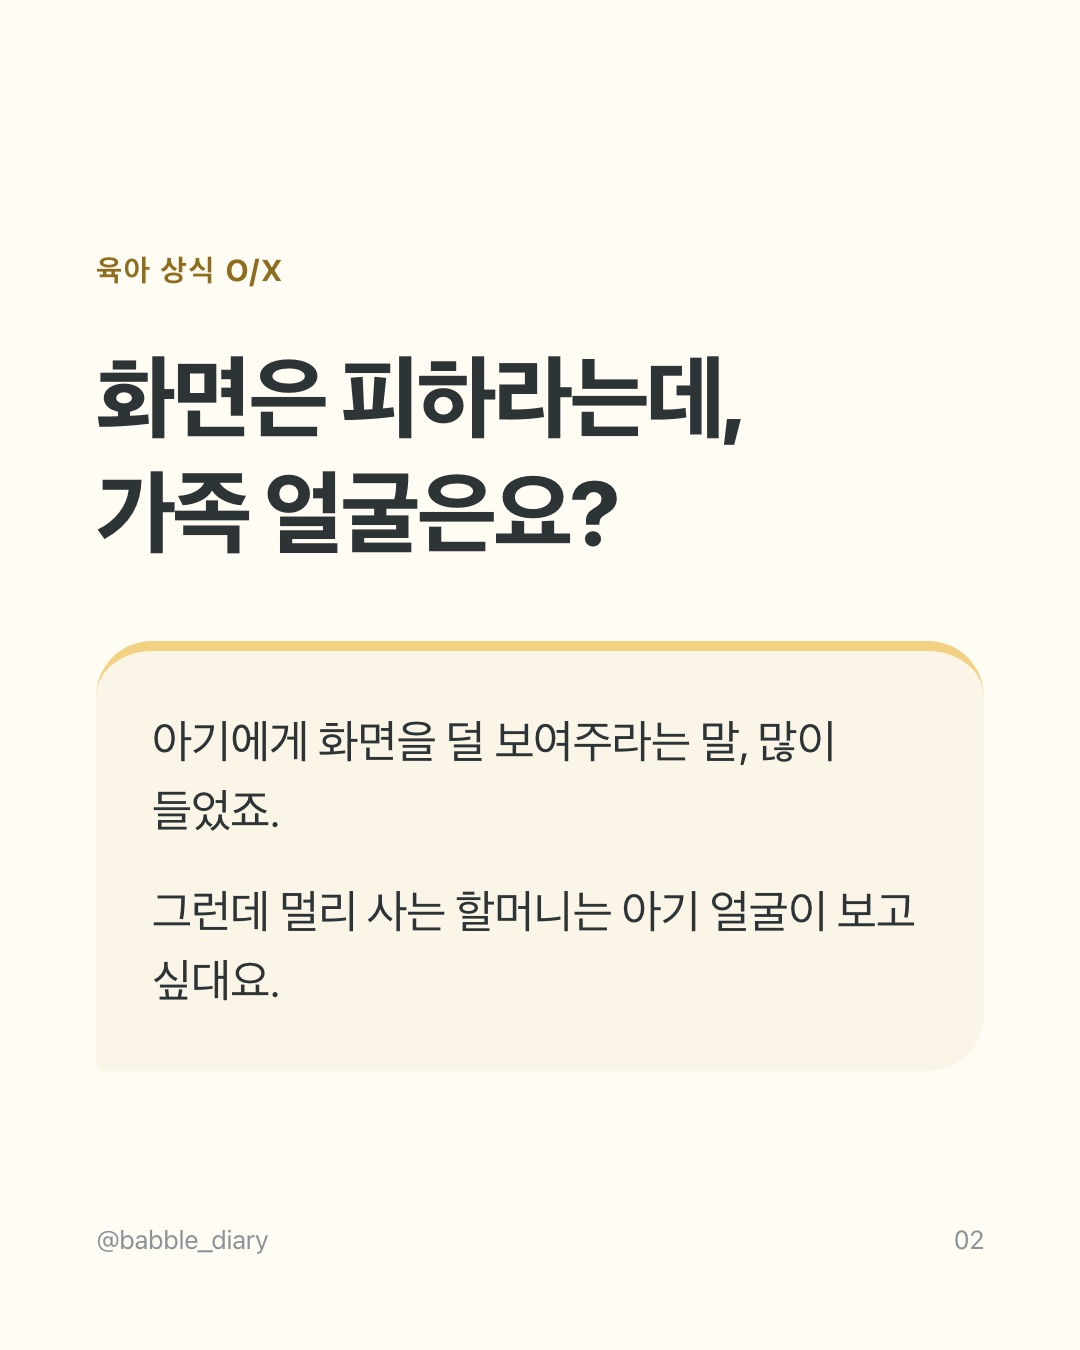 육아 상식 O/X
화면은 피하라는데,
가족 얼굴은요?
아기에게 화면을 덜 보여주라는 말, 많이
들었죠.
그런데 멀리 사는 할머니는 아기 얼굴이 보고
싶대요.
@babble_diary
02